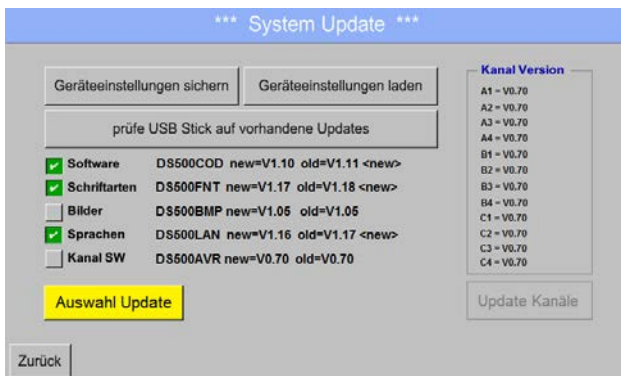 *** System Update ***
Geräteeinstellungen sichern
Geräteeinstellungen laden
prüfe USB Stick auf vorhandene Updates
Software DS500COD new=V1.10 old=V1.11 <new>
Schriftarten DS500FNT new=V1.17 old=V1.18 <new>
Bilder DS500BMP new=V1.05 old=V1.05
Sprachen DS500LAN new=V1.16 old=V1.17 <new>
Kanal SW DS500AVR new=V0.70 old=V0.70
Auswahl Update
Kanal Version
A1 = V0.70
A2 = V0.70
A3 = V0.70
A4 = V0.70
B1 = V0.70
B2 = V0.70
B3 = V0.70
B4 = V0.70
C1 = V0.70
C2 = V0.70
C3 = V0.70
C4 = V0.70
Update Kanäle
Zurück